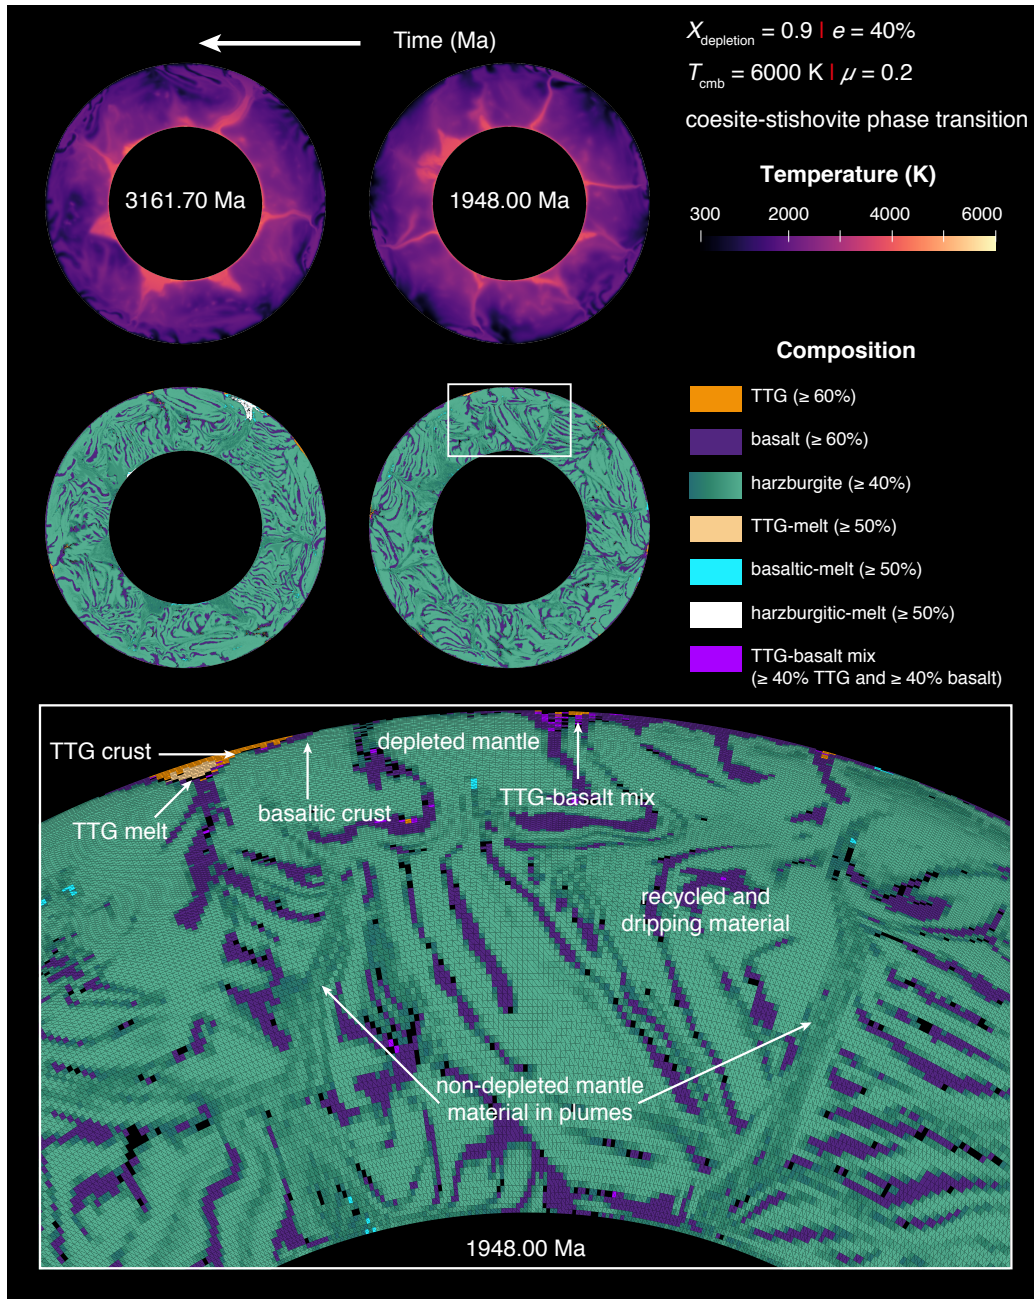 Time (Ma)
X depletion = 0.9 | e = 40%
T cmb = 6000 K | μ = 0.2
coesite-stishovite phase transition
3161.70 Ma
1948.00 Ma
Temperature (K)
300 2000 4000 6000
Composition
TTG (≥ 60%)
basalt (≥ 60%)
harzburgite (≥ 40%)
TTG-melt (≥ 50%)
basaltic-melt (≥ 50%)
harzburgitic-melt (≥ 50%)
TTG-basalt mix
(≥ 40% TTG and ≥ 40% basalt)
TTG crust
depleted mantle
TTG melt
basaltic crust
TTG-basalt mix
recycled and
dripping material
non-depleted mantle
material in plumes
1948.00 Ma